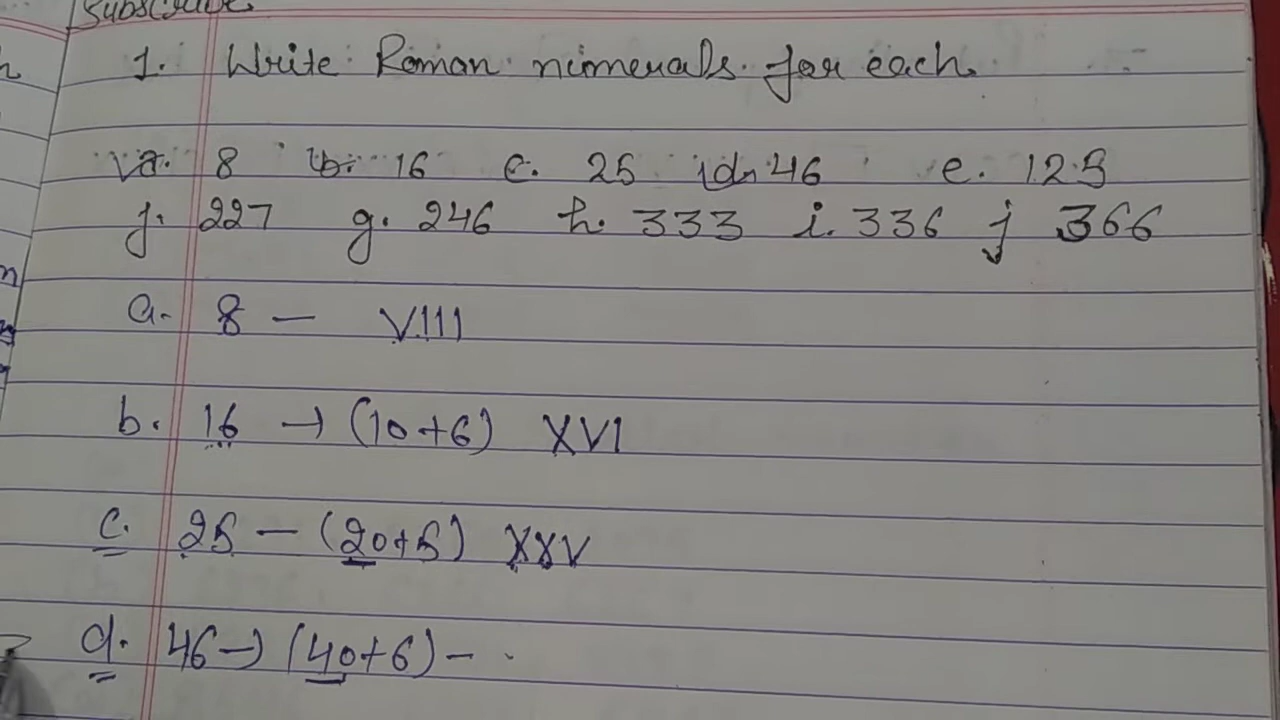 Substitute
1. Write Roman numerals for each.
a. 8 b. 16 c. 25 d. 46 e. 125
f. 227 g. 246 h. 333 i. 336 j 366
a. 8 — VIII
b. 16 → (10+6) XVI
c. 25 — (20+5) XXV
d. 46 → (40+6) –